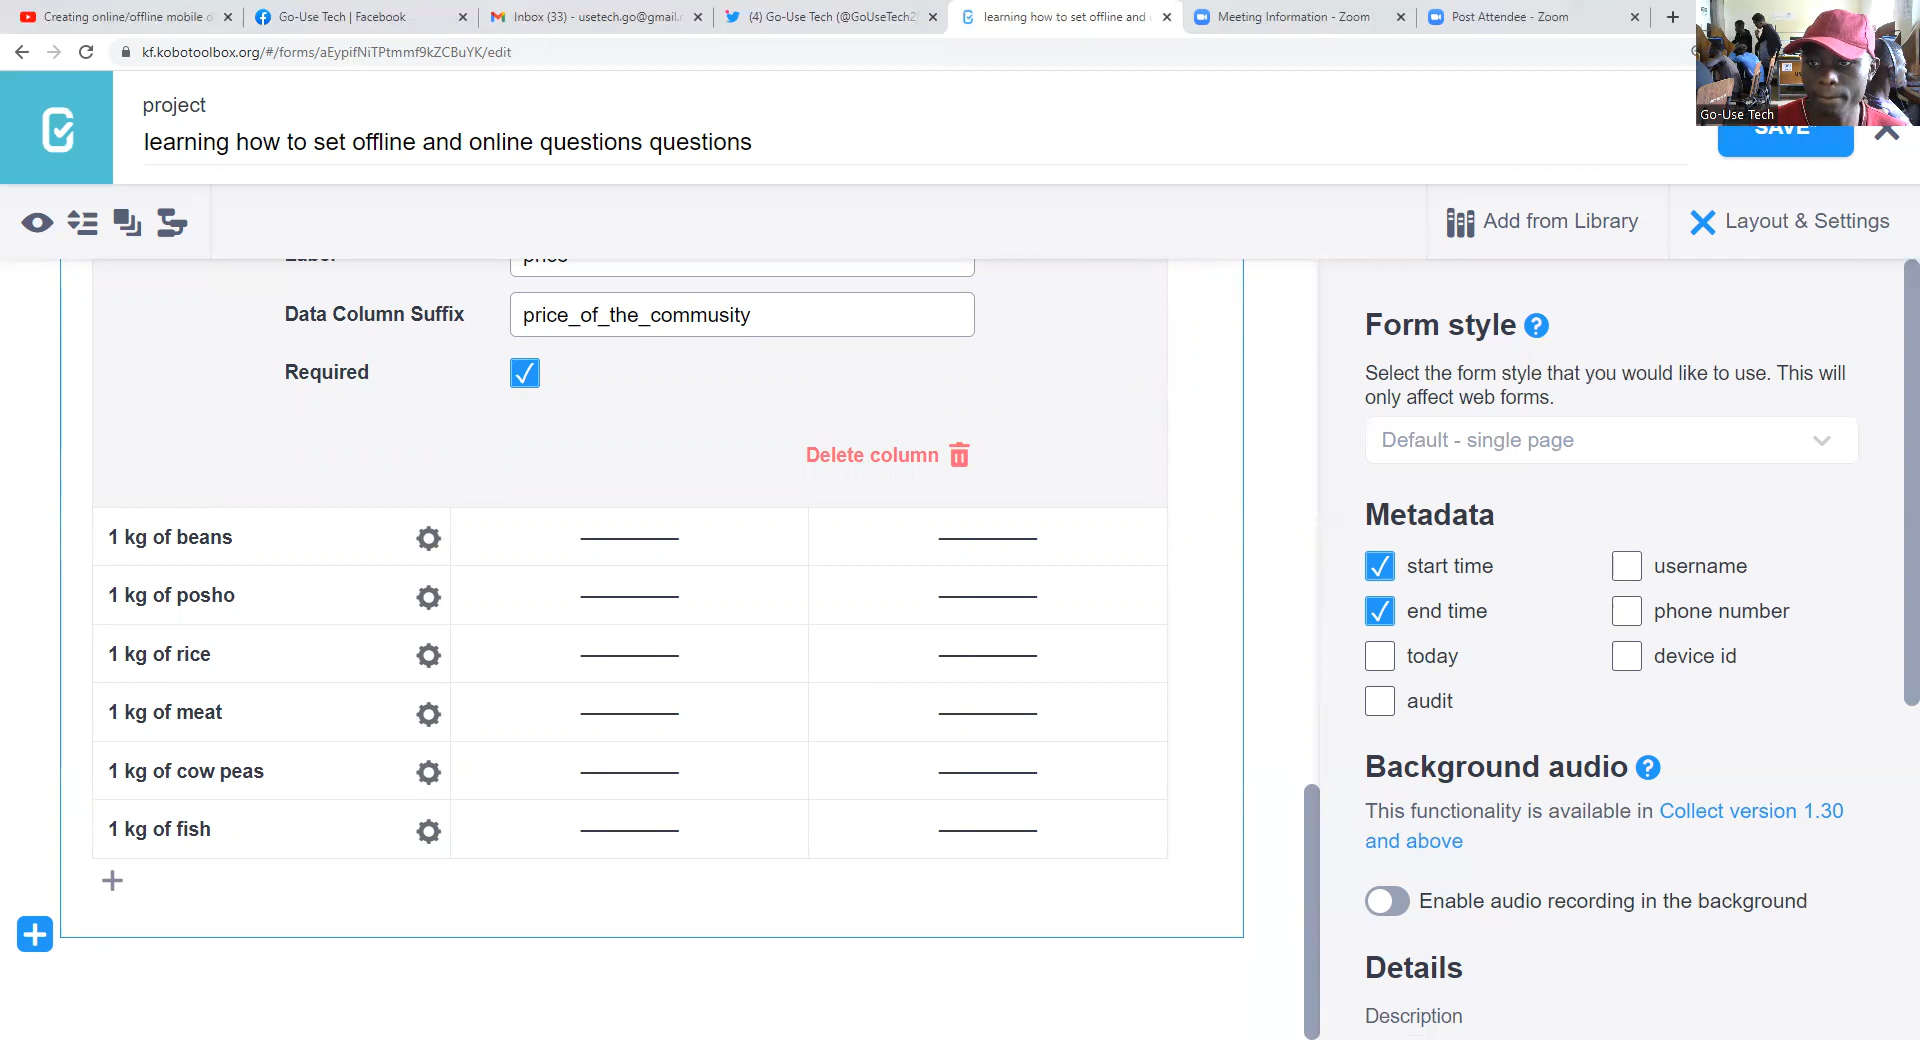 Creating online/offline mobile d
Go-Use Tech | Facebook
Inbox (33) - usetech.go@gmail.
(4) Go-Use Tech (@GoUseTech2
learning how to set offline and
Meeting Information - Zoom
Post Attendee - Zoom
kf.kobotoolbox.org/#/forms/aEypifNiTPtmmf9kZCBuYK/edit
Go-Use Tech
project
learning how to set offline and online questions questions
SAVE
Add from Library
Layout & Settings
Label
price
Data Column Suffix
price_of_the_commusity
Required
Delete column
1 kg of beans
1 kg of posho
1 kg of rice
1 kg of meat
1 kg of cow peas
1 kg of fish
Form style ?
Select the form style that you would like to use. This will
only affect web forms.
Default - single page
Metadata
start time
username
end time
phone number
today
device id
audit
Background audio ?
This functionality is available in Collect version 1.30
and above
Enable audio recording in the background
Details
Description